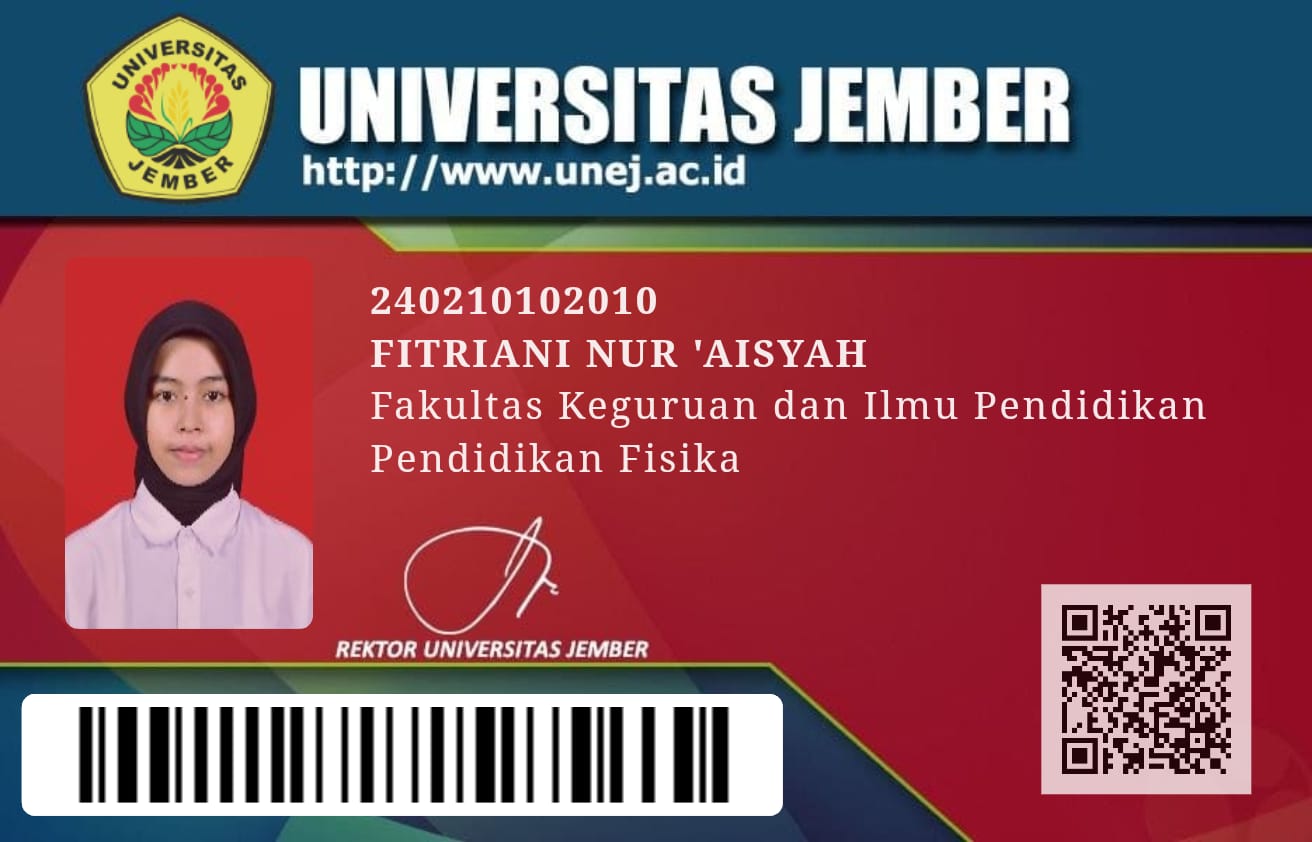 UNIVERSITAS
JEMBER
UNIVERSITAS JEMBER
http://www.unej.ac.id
240210102010
FITRIANI NUR 'AISYAH
Fakultas Keguruan dan Ilmu Pendidikan
Pendidikan Fisika
REKTOR UNIVERSITAS JEMBER